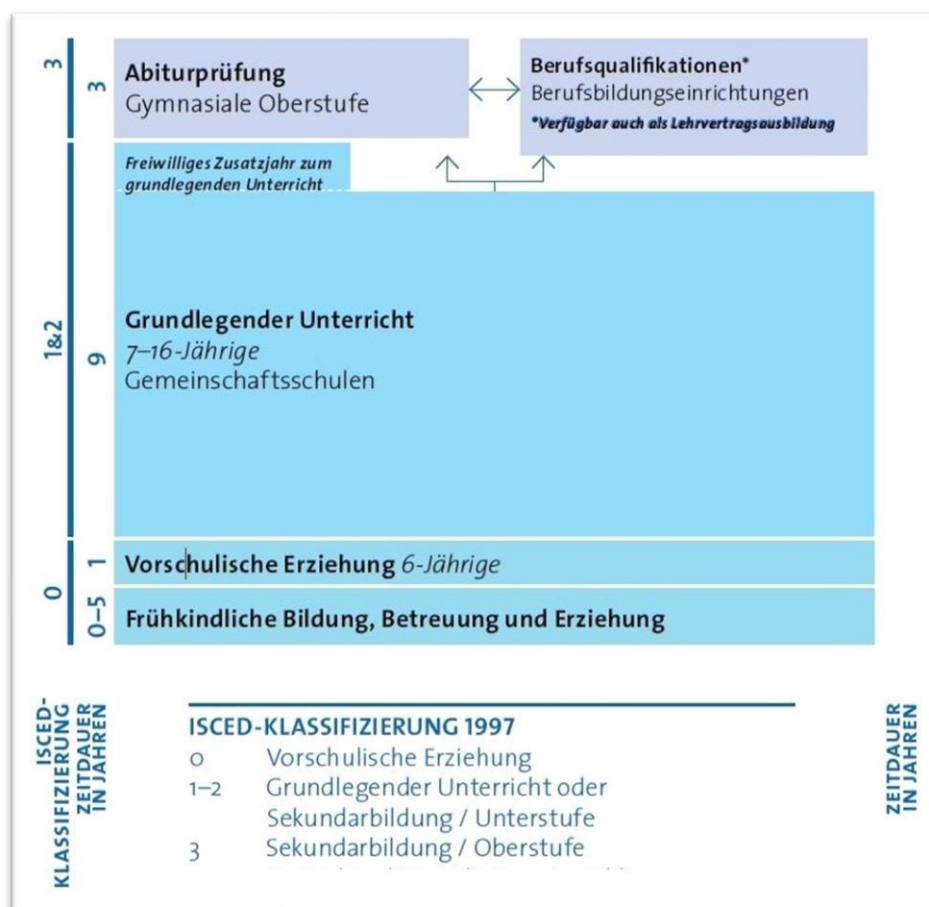 3
3
Abiturprüfung
Gymnasiale Oberstufe
Berufsqualifikationen*
Berufsbildungseinrichtungen
*Verfügbar auch als Lehrvertragsausbildung
Freiwilliges Zusatzjahr zum
grundlegenden Unterricht
1&2
9
Grundlegender Unterricht
7–16-Jährige
Gemeinschaftsschulen
0
1
Vorschulische Erziehung 6-Jährige
0–5
Frühkindliche Bildung, Betreuung und Erziehung
ISCED-
KLASSIFIZIERUNG
ZEITDAUER
IN JAHREN
ISCED-KLASSIFIZIERUNG 1997
0 Vorschulische Erziehung
1–2 Grundlegender Unterricht oder
Sekundarbildung / Unterstufe
3 Sekundarbildung / Oberstufe
ZEITDAUER
IN JAHREN